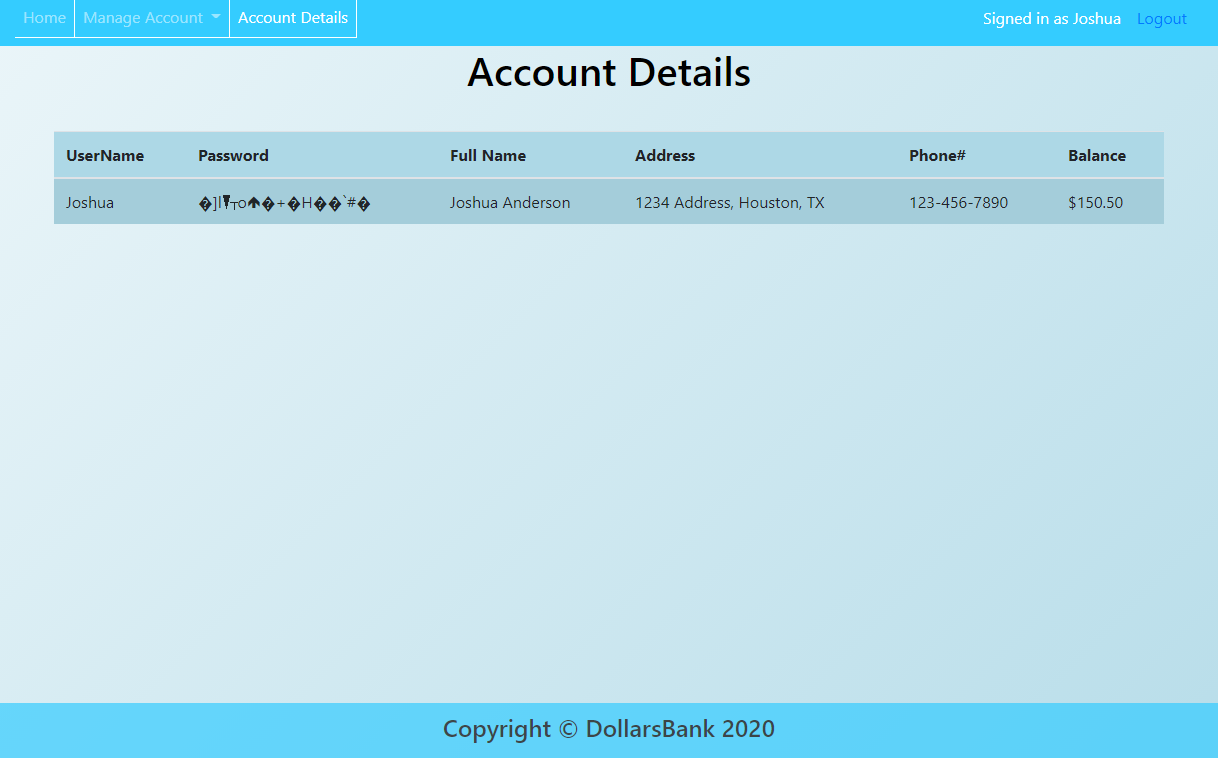 Home Manage Account Account Details Signed in as Joshua Logout
Account Details
UserName Password Full Name Address Phone# Balance
Joshua Joshua Anderson 1234 Address, Houston, TX 123-456-7890 $150.50
Copyright © DollarsBank 2020